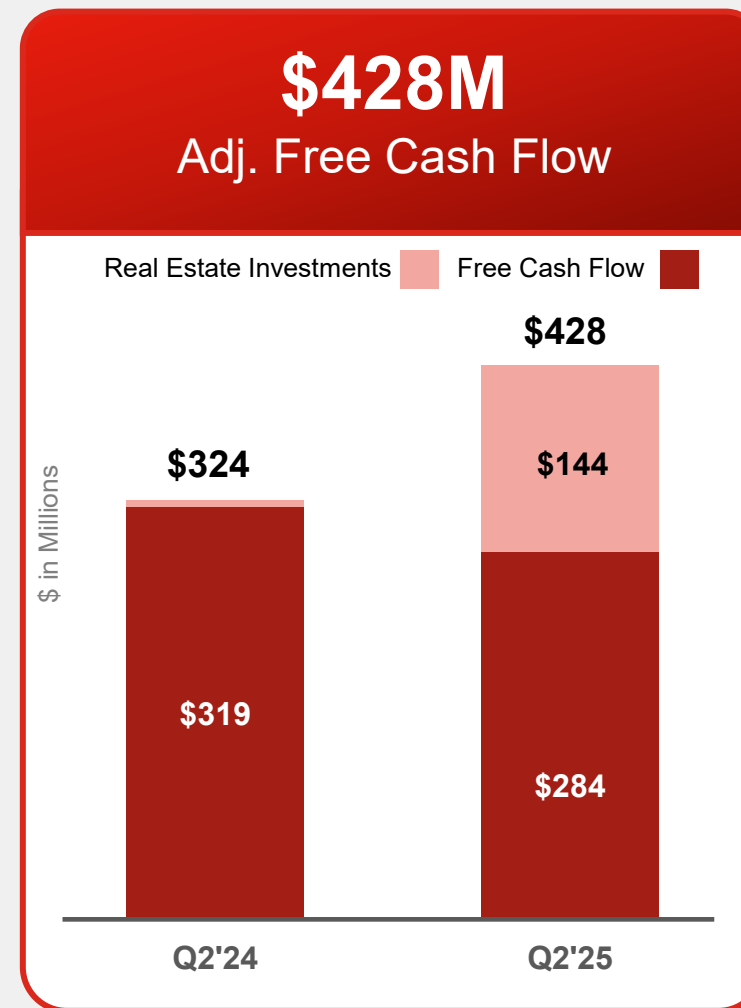 $428M
Adj. Free Cash Flow
Real Estate Investments
Free Cash Flow
$428
$324
$144
$ in Millions
$319
$284
Q2'24
Q2'25